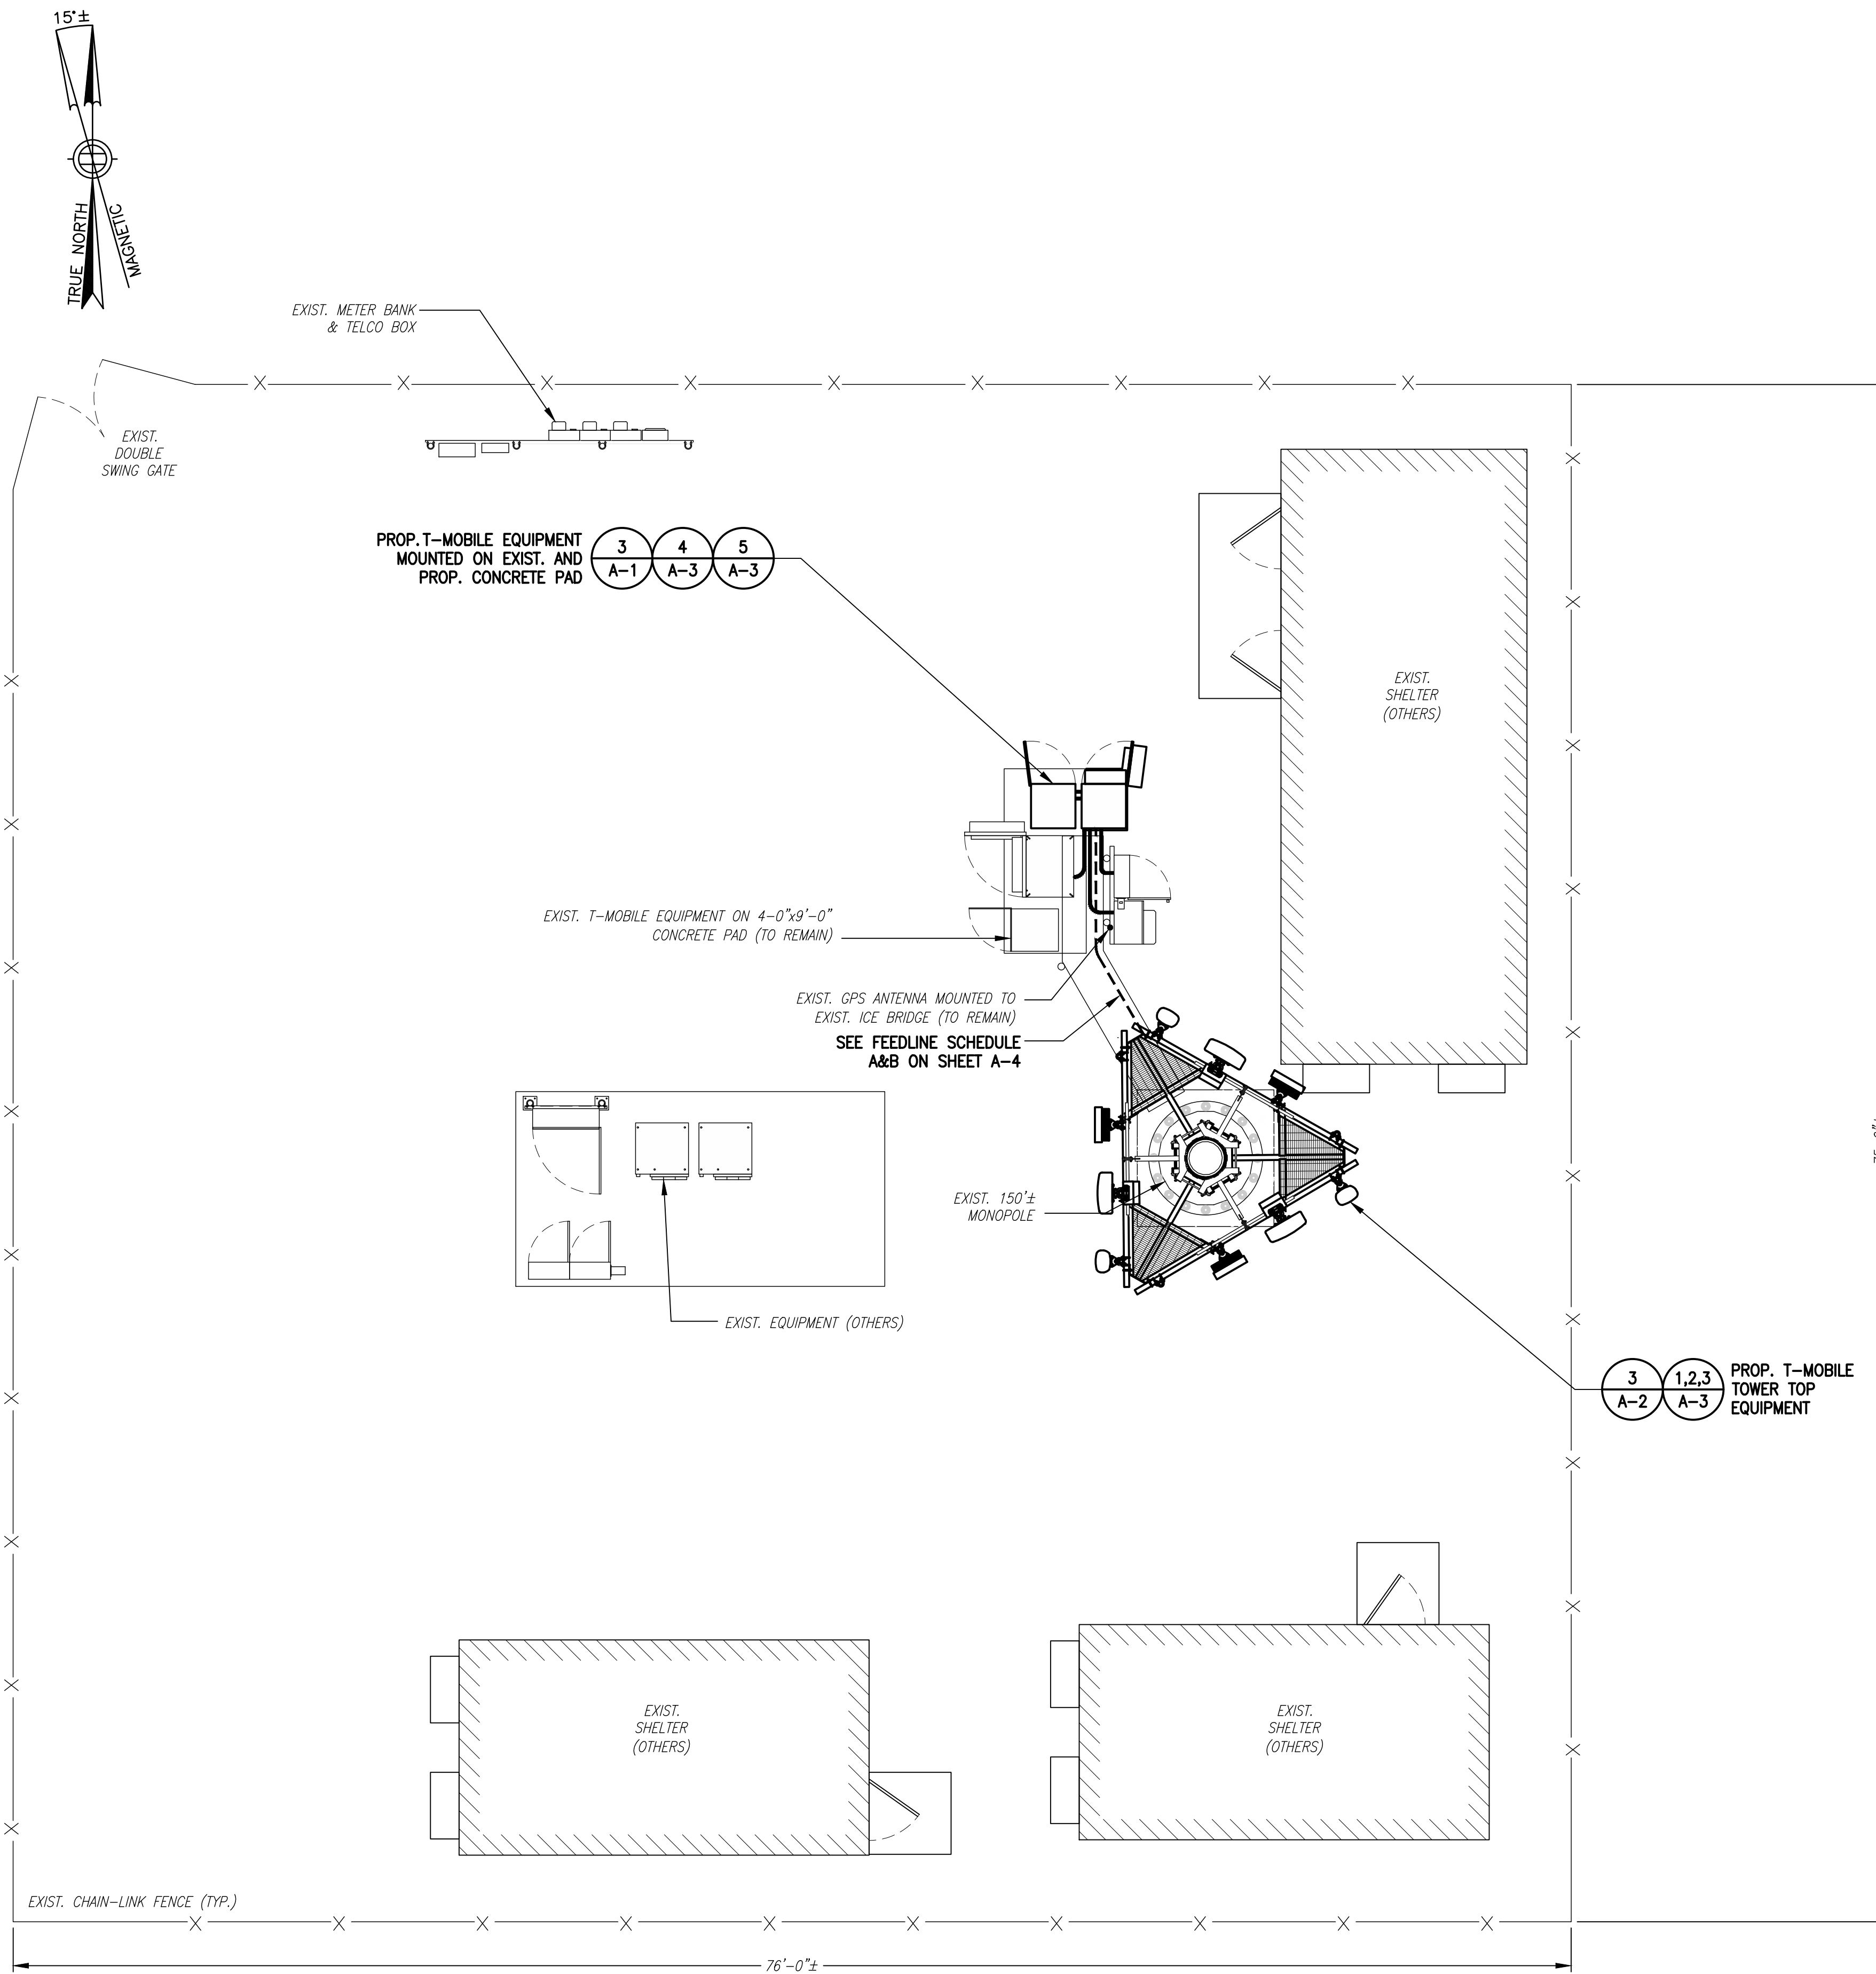 15°±
TRUE NORTH
MAGNETIC
EXIST. METER BANK
& TELCO BOX
EXIST.
DOUBLE
SWING GATE
PROP. T-MOBILE EQUIPMENT
MOUNTED ON EXIST. AND
PROP. CONCRETE PAD
3
A-1
4
A-3
5
A-3
EXIST.
SHELTER
(OTHERS)
EXIST. T-MOBILE EQUIPMENT ON 4-0"x9'-0"
CONCRETE PAD (TO REMAIN)
EXIST. GPS ANTENNA MOUNTED TO
EXIST. ICE BRIDGE (TO REMAIN)
SEE FEEDLINE SCHEDULE
A&B ON SHEET A-4
EXIST. 150'±
MONOPOLE
EXIST. EQUIPMENT (OTHERS)
3
A-2
1,2,3
A-3
PROP. T-MOBILE
TOWER TOP
EQUIPMENT
EXIST.
SHELTER
(OTHERS)
EXIST.
SHELTER
(OTHERS)
EXIST. CHAIN-LINK FENCE (TYP.)
76'-0"±